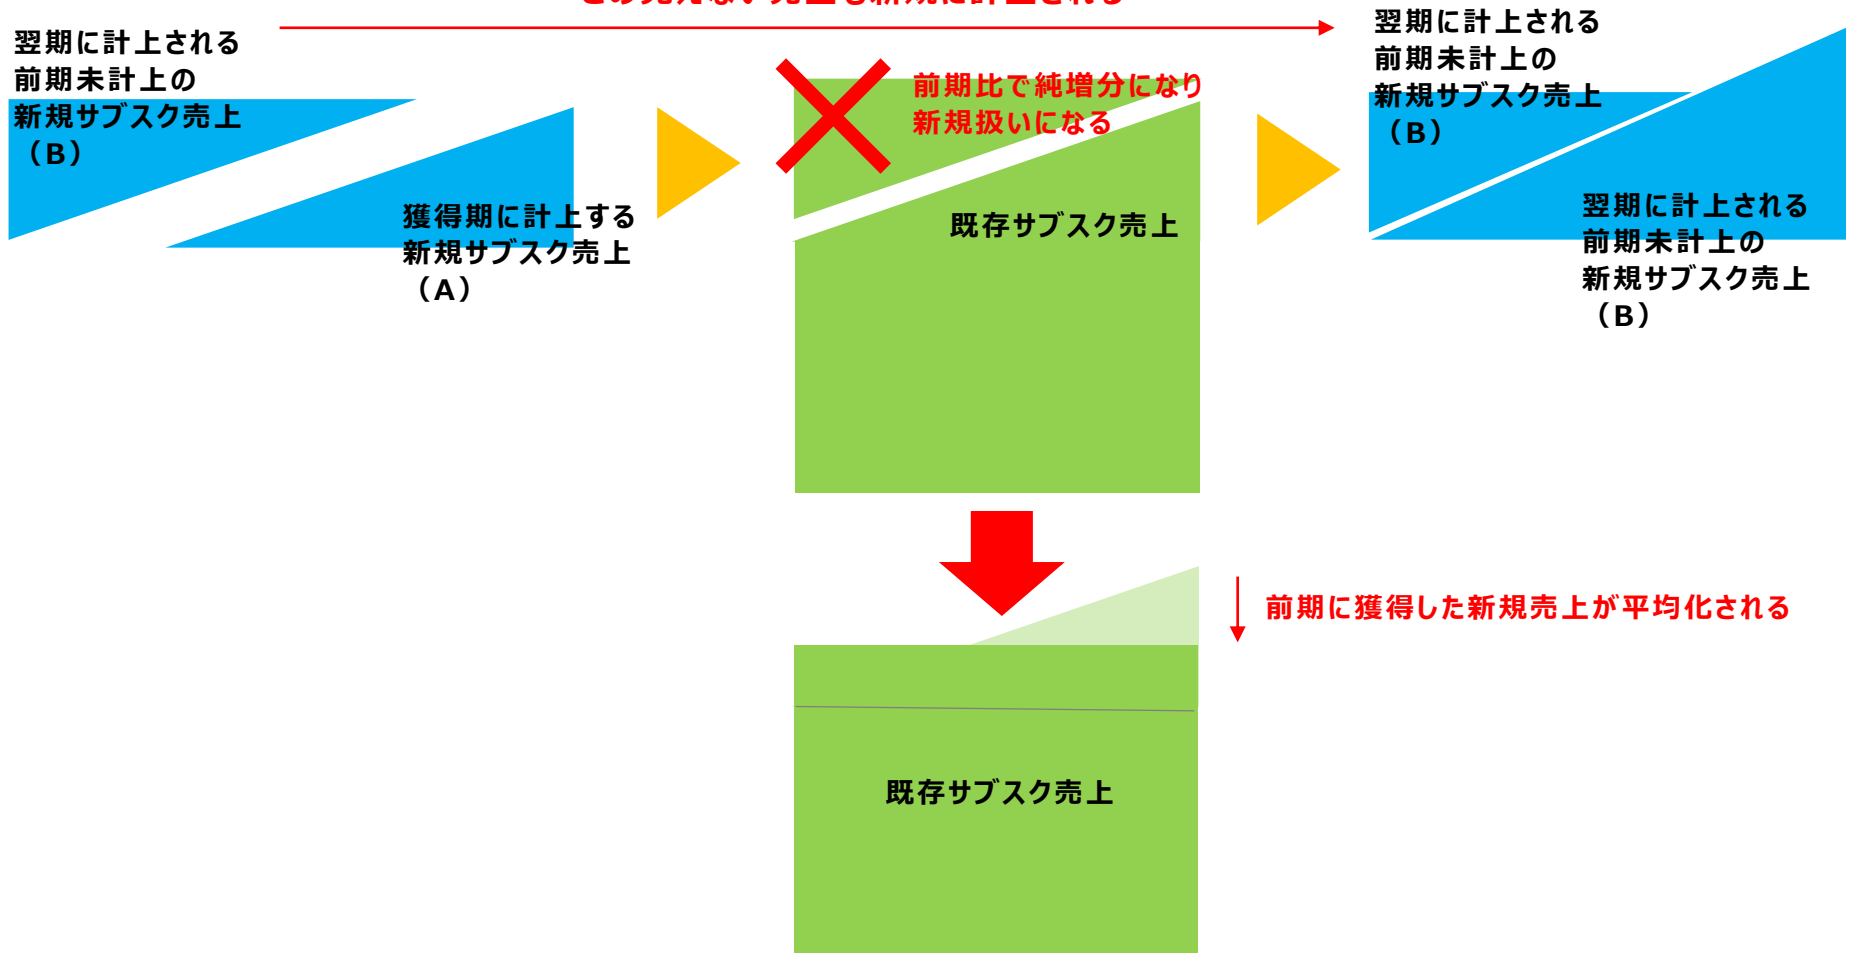 翌期に計上される
前期未計上の
新規サブスク売上
（B）
獲得期に計上する
新規サブスク売上
（A）
前期比で純増分になり
新規扱いになる
既存サブスク売上
翌期に計上される
前期未計上の
新規サブスク売上
（B）
翌期に計上される
前期未計上の
新規サブスク売上
（B）
前期に獲得した新規売上が平均化される
既存サブスク売上